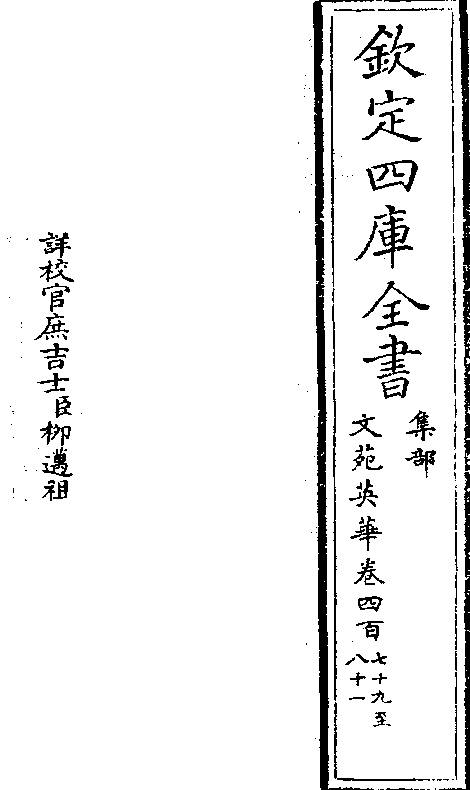 欽定四庫全書
集部
文苑英華卷四百七十九至八十一
詳校官庶吉士臣柳邁祖